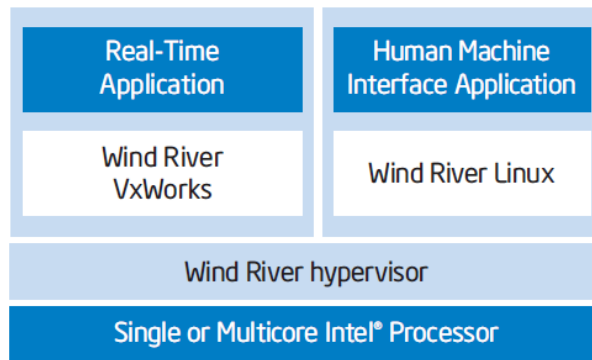 Real-Time
Application
Human Machine
Interface Application
Wind River
VxWorks
Wind River Linux
Wind River hypervisor
Single or Multicore Intel® Processor